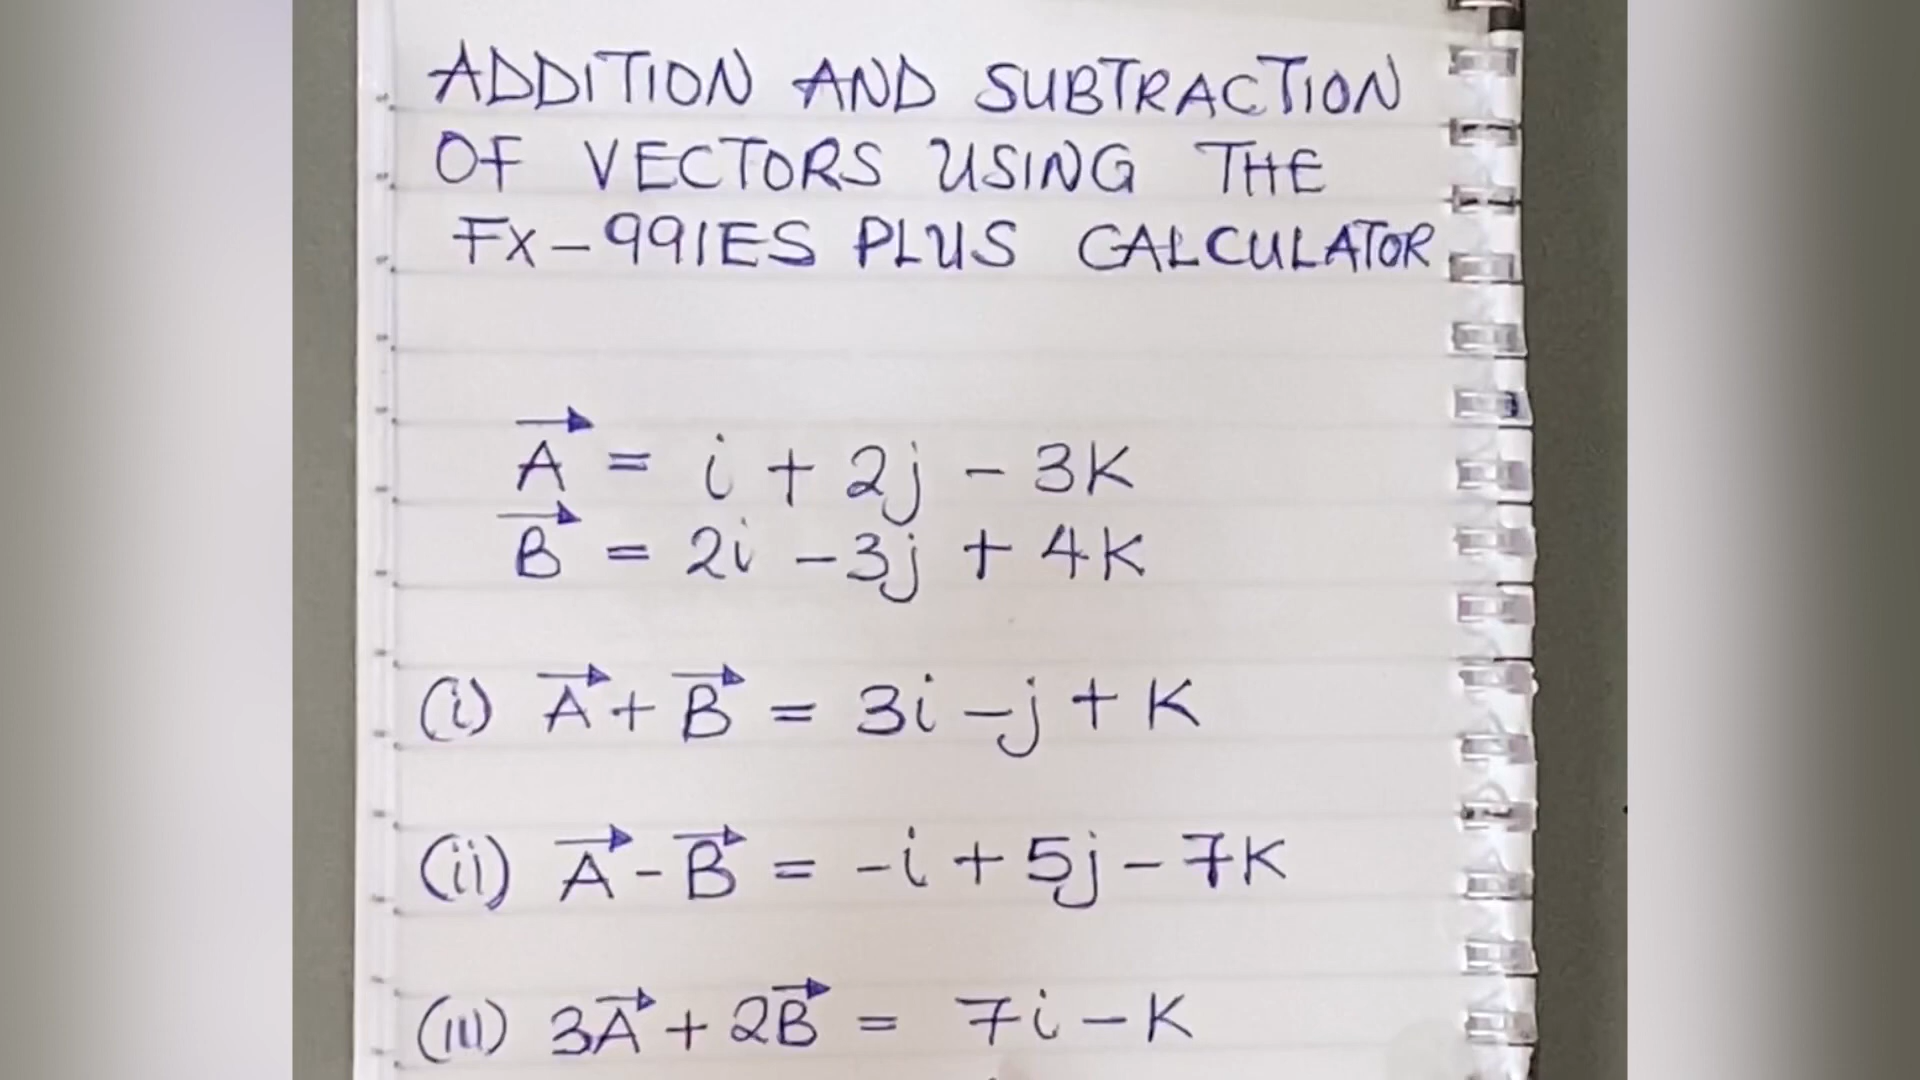 ADDITION AND SUBTRACTION
OF VECTORS USING THE
FX-991ES PLUS CALCULATOR
A⃗ = i + 2j - 3K
B⃗ = 2i - 3j + 4K
(i) A⃗ + B⃗ = 3i - j + K
(ii) A⃗ - B⃗ = -i + 5j - 7K
(iii) 3A⃗ + 2B⃗ = 7i - K